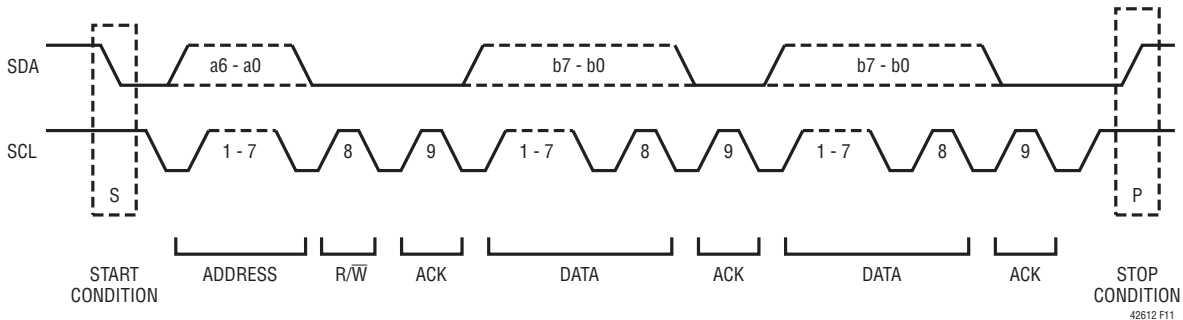 SDA
a6 - a0
b7 - b0
b7 - b0
SCL
1 - 7
8
9
1 - 7
8
9
1 - 7
8
9
S
P
START
CONDITION
ADDRESS
R/W̅
ACK
DATA
ACK
DATA
ACK
STOP
CONDITION
42612 F11